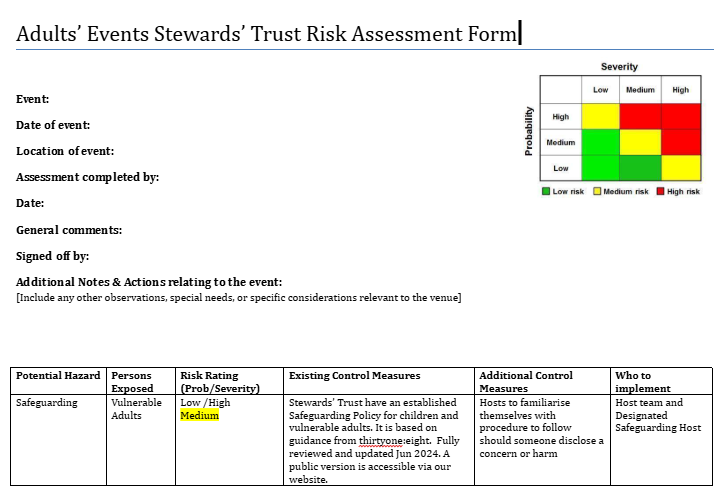 Adults' Events Stewards' Trust Risk Assessment Form
Severity
Low Medium High
Probability
High
Medium
Low
Low risk Medium risk High risk
Event:
Date of event:
Location of event:
Assessment completed by:
Date:
General comments:
Signed off by:
Additional Notes & Actions relating to the event:
[Include any other observations, special needs, or specific considerations relevant to the venue]
Potential Hazard
Persons
Exposed
Risk Rating
(Prob/Severity)
Existing Control Measures
Additional Control
Measures
Who to
implement
Safeguarding
Vulnerable
Adults
Low /High
Medium
Stewards' Trust have an established
Safeguarding Policy for children and
vulnerable adults. It is based on
guidance from thirtyone:eight. Fully
reviewed and updated Jun 2024. A
public version is accessible via our
website.
Hosts to familiarise
themselves with
procedure to follow
should someone disclose a
concern or harm
Host team and
Designated
Safeguarding Host